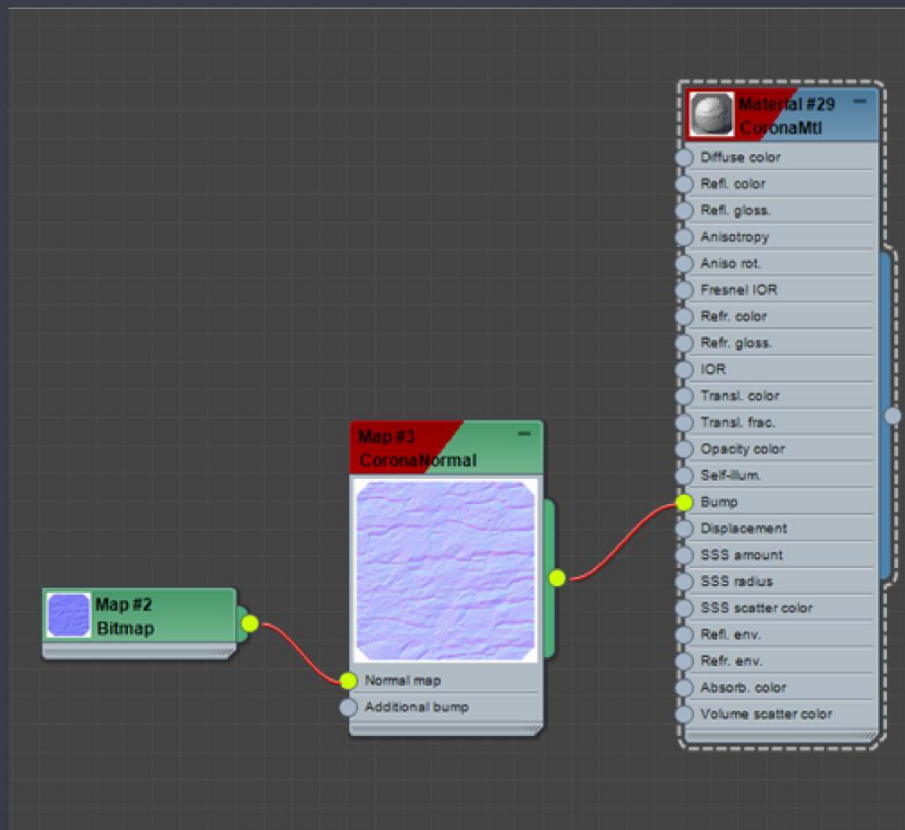 Material #29
CoronaMtl
Diffuse color
Refl. color
Refl. gloss.
Anisotropy
Aniso rot.
Fresnel IOR
Refr. color
Refr. gloss.
IOR
Transl. color
Transl. frac.
Opacity color
Self-illum.
Bump
Displacement
SSS amount
SSS radius
SSS scatter color
Refl. env.
Refr. env.
Absorb. color
Volume scatter color
Map #3
CoronaNormal
Normal map
Additional bump
Map #2
Bitmap